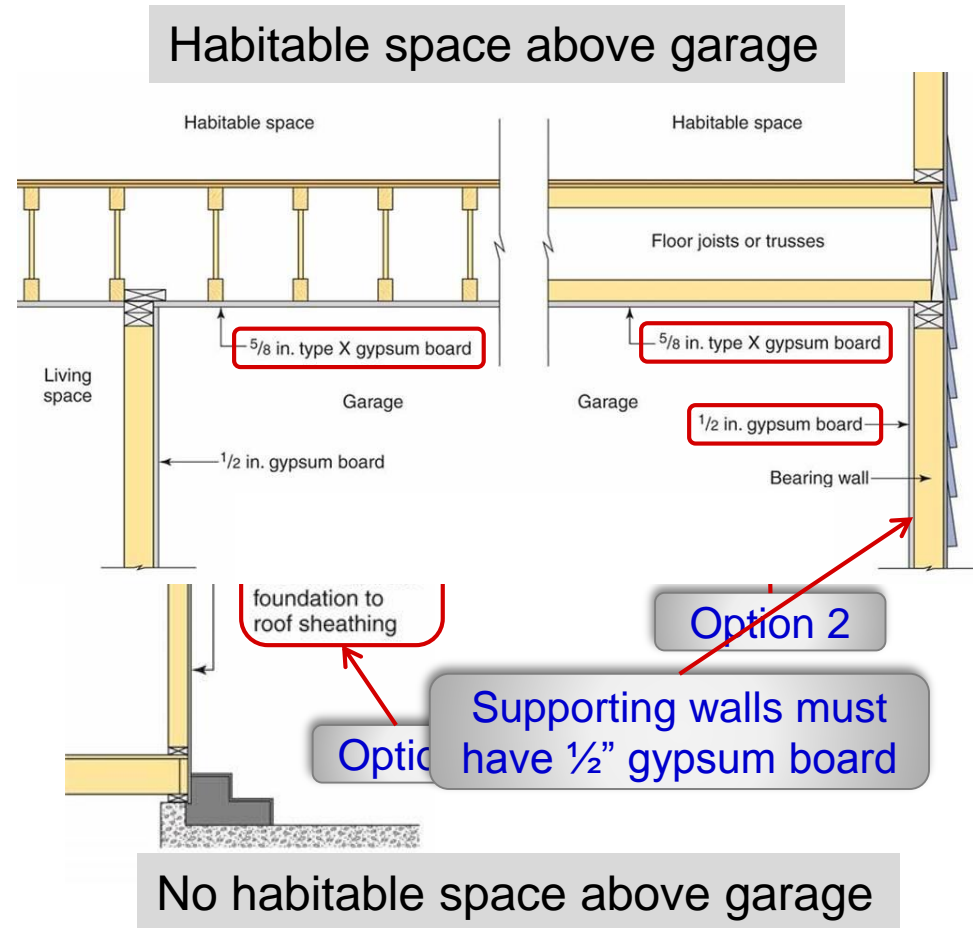 Habitable space above garage
Habitable space
Habitable space
Floor joists or trusses
5/8 in. type X gypsum board
5/8 in. type X gypsum board
Living
space
Garage
Garage
1/2 in. gypsum board
1/2 in. gypsum board
Bearing wall
foundation to
roof sheathing
Option 2
Supporting walls must
have ½” gypsum board
No habitable space above garage